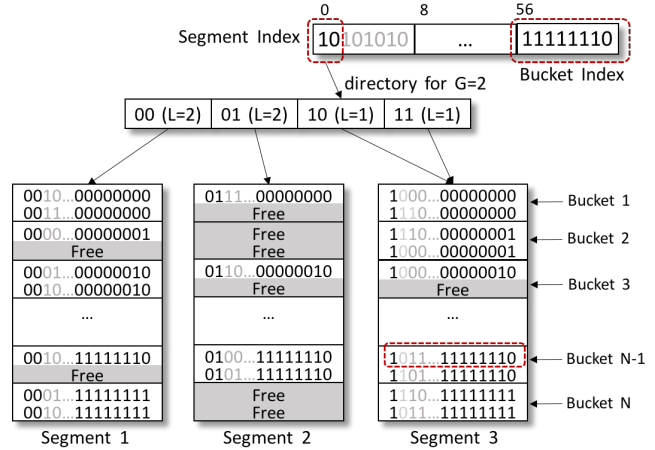 0 8 56
Segment Index 10101010 ... 11111110
Bucket Index
directory for G=2
00 (L=2) 01 (L=2) 10 (L=1) 11 (L=1)
0010...00000000
0011...00000000
0000...00000001
Free
0001...00000010
0010...00000010
...
0010...11111110
Free
0001...11111111
0010...11111111
Segment 1
0111...00000000
Free
Free
Free
0110...00000010
Free
...
0100...11111110
0101...11111110
Free
Free
Segment 2
1000...00000000
1110...00000000
1110...00000001
1000...00000001
1000...00000010
Free
...
1011...11111110
1101...11111110
1110...11111111
1011...11111111
Segment 3
Bucket 1
Bucket 2
Bucket 3
Bucket N-1
Bucket N